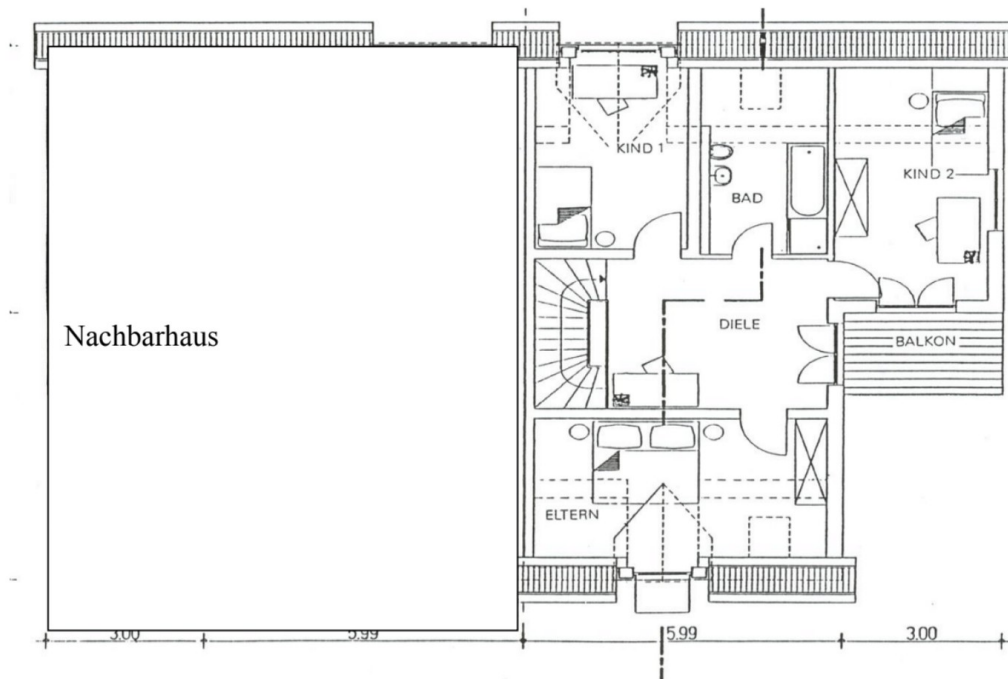 KIND 1
BAD
KIND 2
Nachbarhaus
DIELE
BALKON
ELTERN
3.00
5.99
5.99
3.00